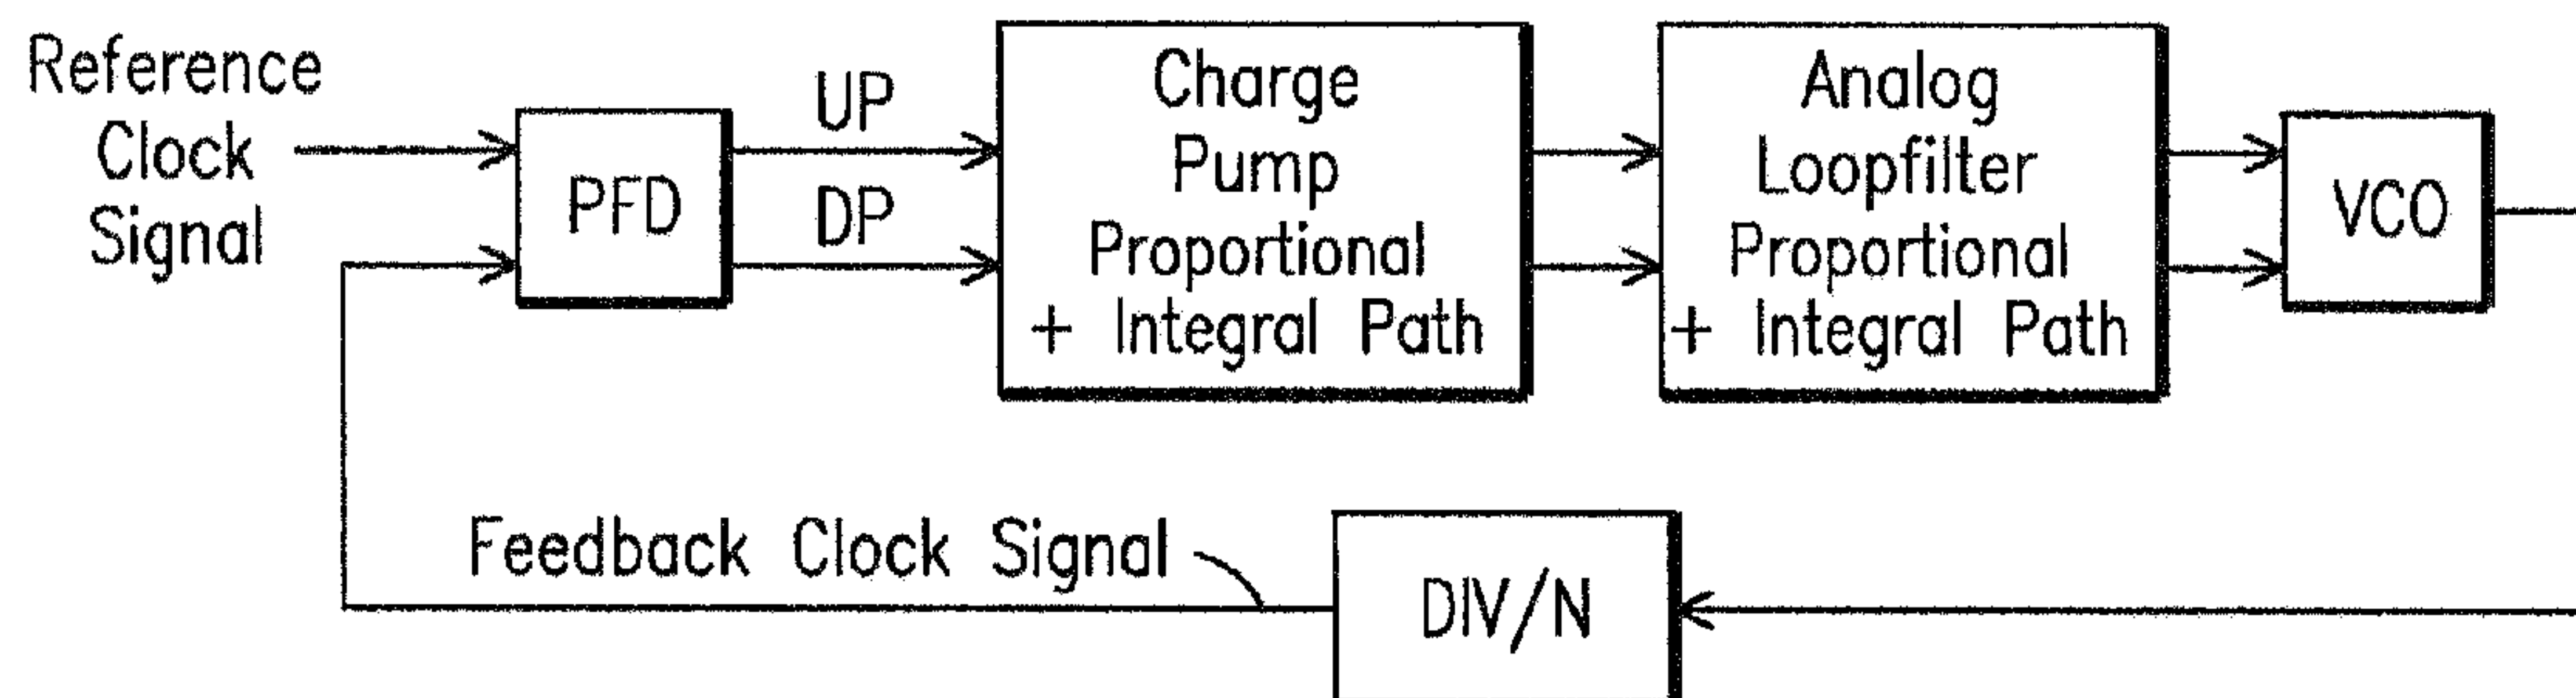 Reference
Clock
Signal
PFD
UP
DP
Charge
Pump
Proportional
+ Integral Path
Analog
Loopfilter
Proportional
+ Integral Path
VCO
Feedback Clock Signal
DIV/N